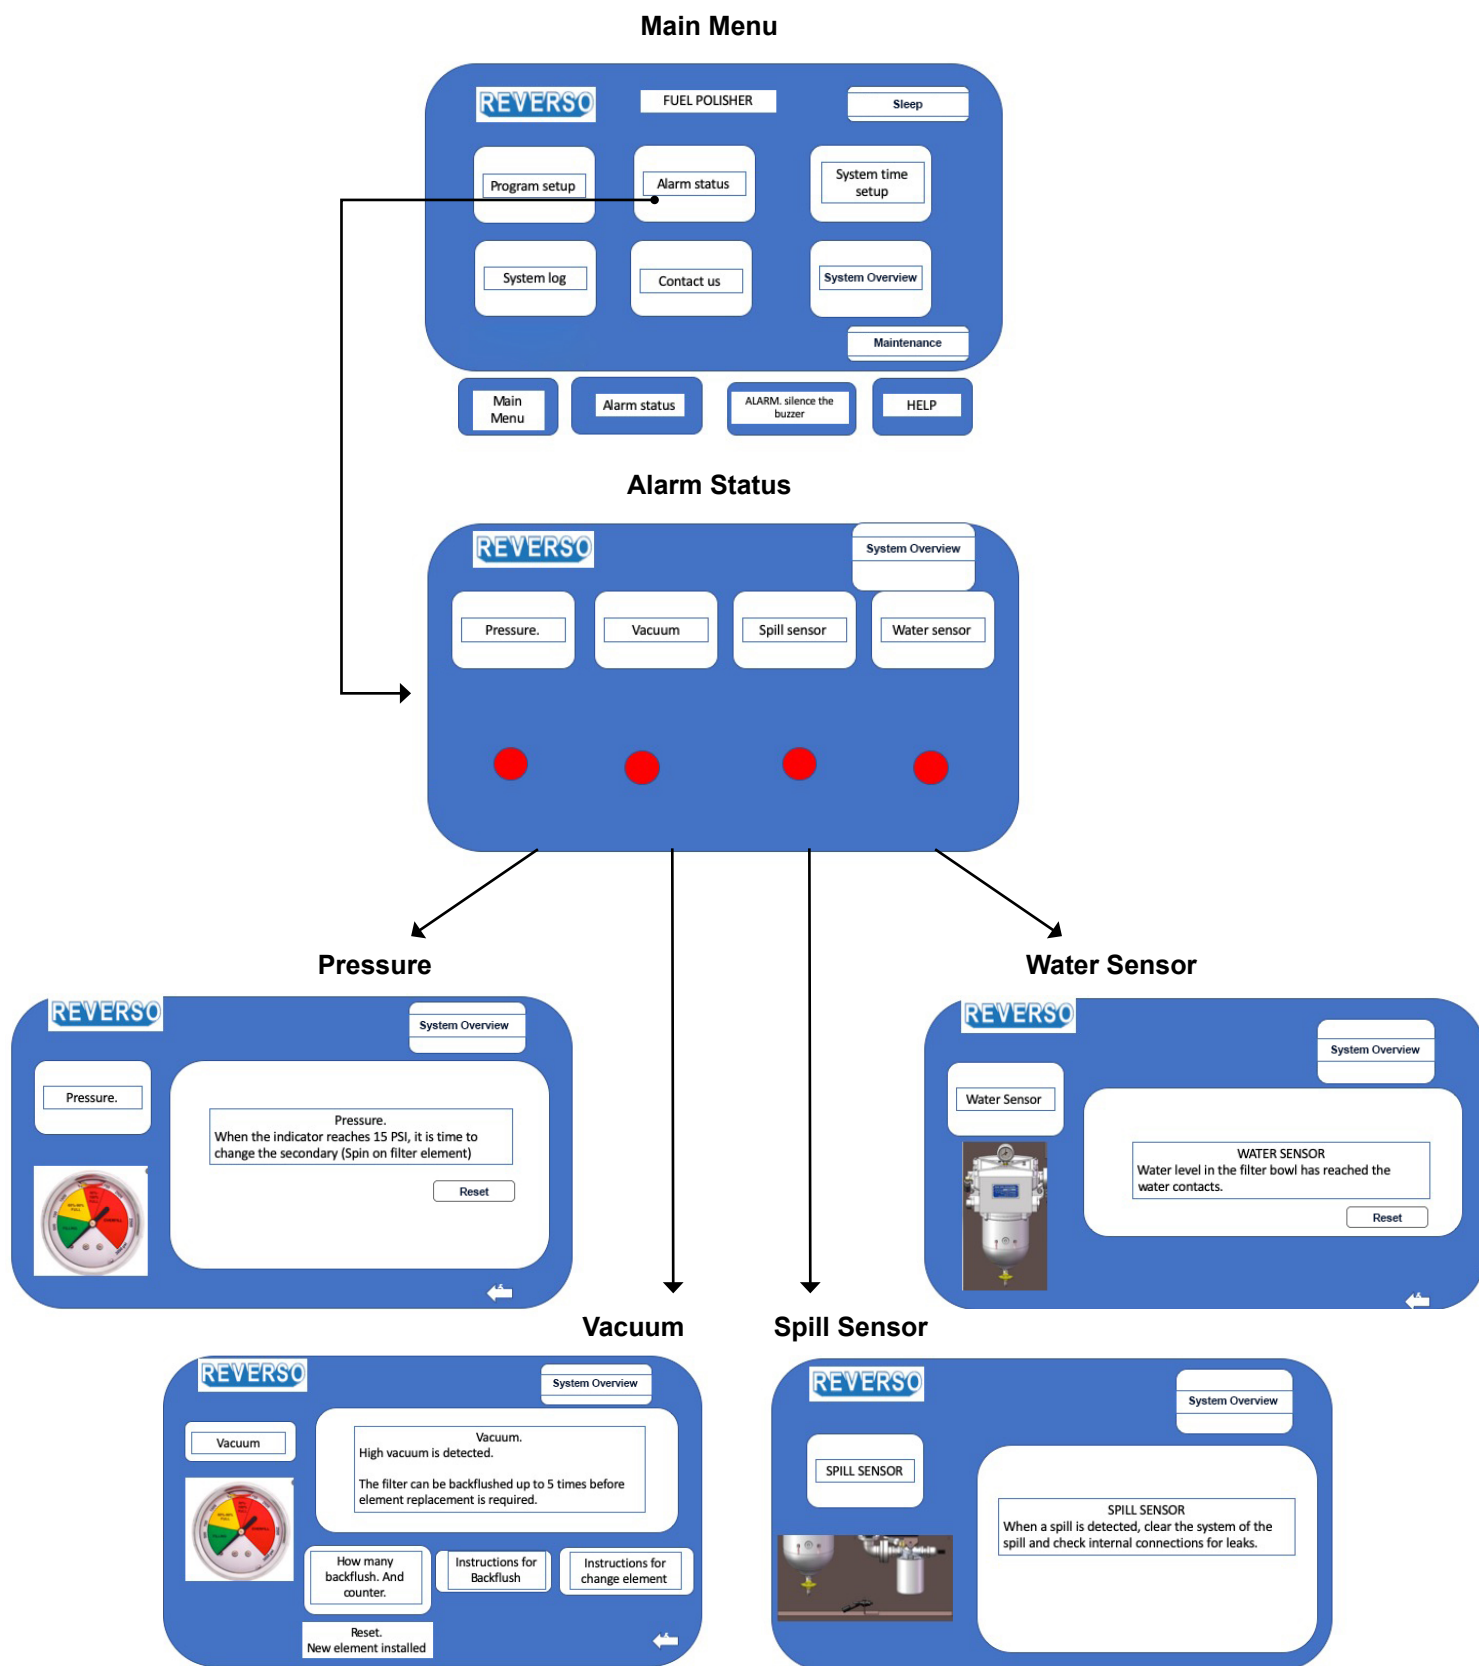 Main Menu
REVERSO
FUEL POLISHER
Sleep
Program setup
Alarm status
System time
setup
System log
Contact us
System Overview
Maintenance
Main
Menu
Alarm status
ALARM. silence the
buzzer
HELP
Alarm Status
REVERSO
System Overview
Pressure.
Vacuum
Spill sensor
Water sensor
Pressure
REVERSO
System Overview
Pressure.
Pressure.
When the indicator reaches 15 PSI, it is time to
change the secondary (Spin on filter element)
Reset
Water Sensor
REVERSO
System Overview
Water Sensor
WATER SENSOR
Water level in the filter bowl has reached the
water contacts.
Reset
Vacuum
REVERSO
System Overview
Vacuum
Vacuum.
High vacuum is detected.
The filter can be backflushed up to 5 times before
element replacement is required.
How many
backflush. And
counter.
Instructions for
Backflush
Instructions for
change element
Reset.
New element installed
Spill Sensor
REVERSO
System Overview
SPILL SENSOR
SPILL SENSOR
When a spill is detected, clear the system of the
spill and check internal connections for leaks.